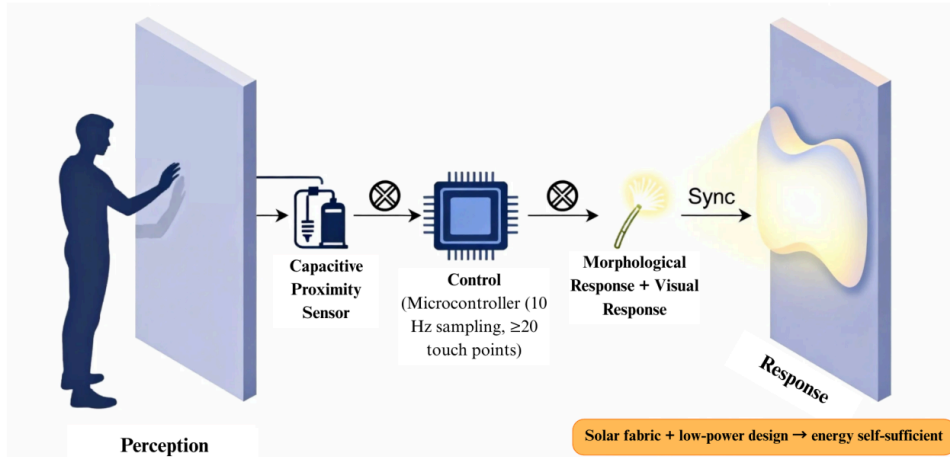 Sync
Capacitive
Proximity
Sensor
Control
(Microcontroller (10
Hz sampling, ≥20
touch points)
Morphological
Response + Visual
Response
Response
Perception
Solar fabric + low-power design → energy self-sufficient